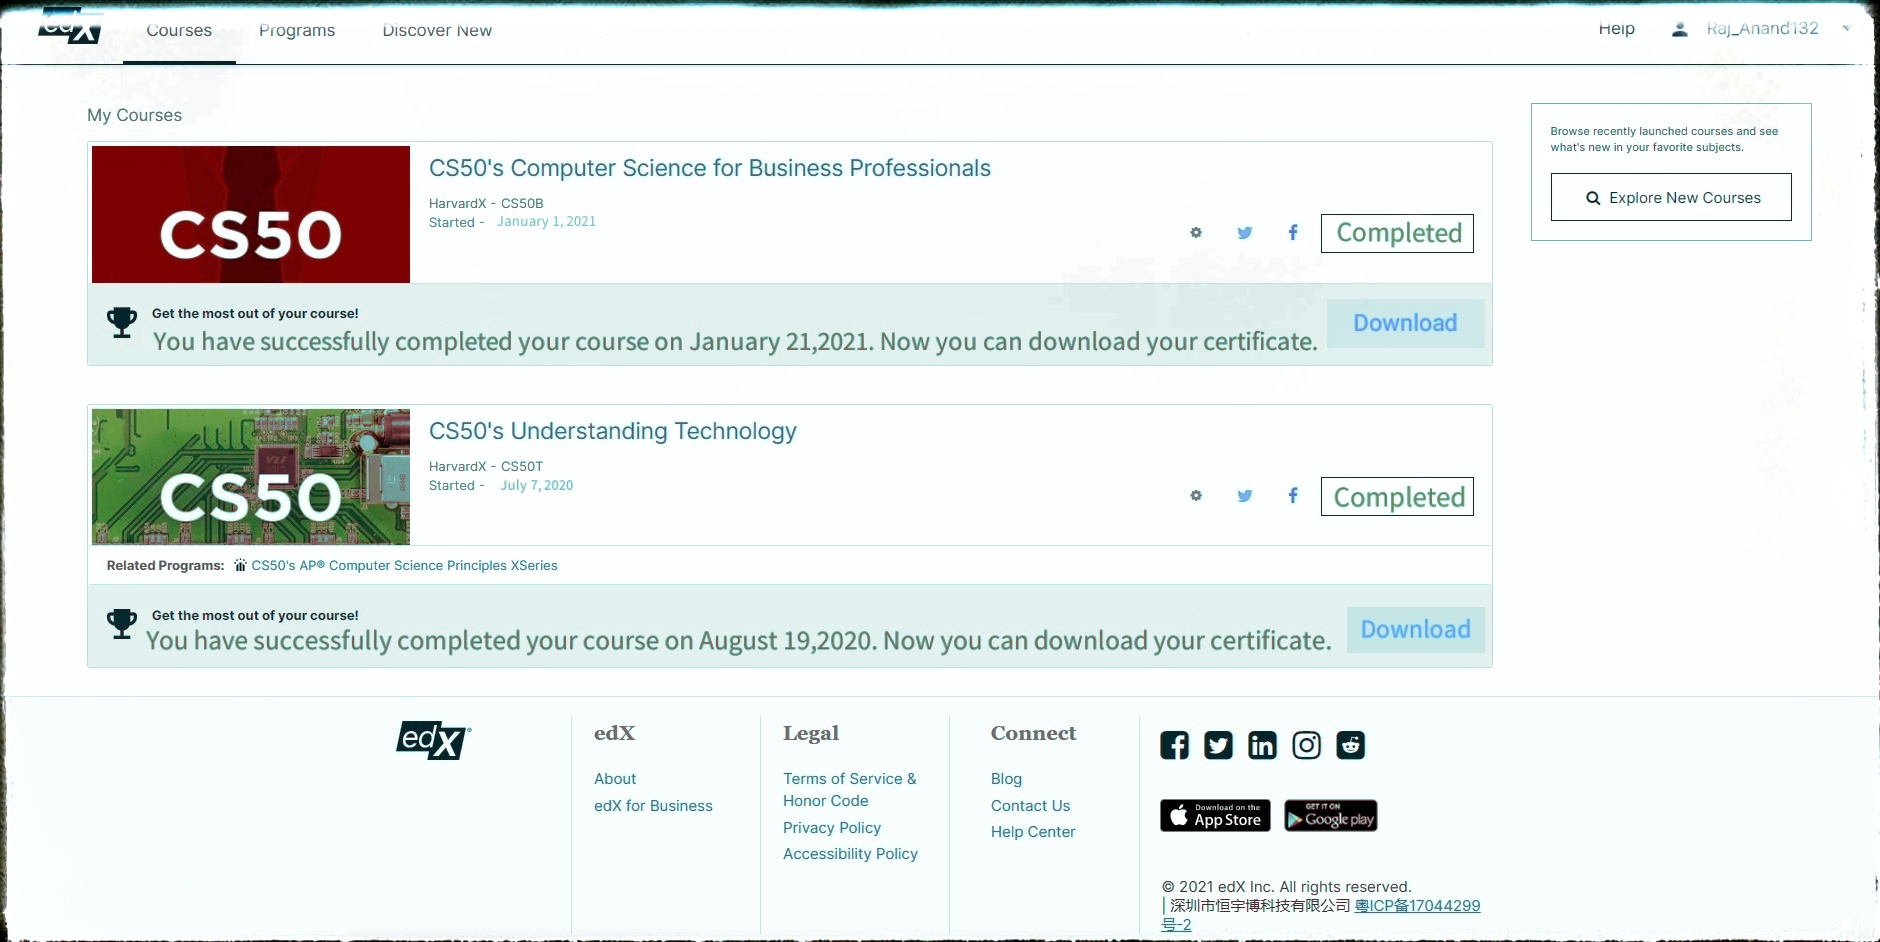 edX
Courses
Programs
Discover New
Help
Raj_Anand132
My Courses
CS50
CS50's Computer Science for Business Professionals
HarvardX - CS50B
Started - January 1, 2021
Completed
Get the most out of your course!
You have successfully completed your course on January 21,2021. Now you can download your certificate.
Download
Browse recently launched courses and see
what's new in your favorite subjects.
Explore New Courses
VLI
CS50
CS50's Understanding Technology
HarvardX - CS50T
Started - July 7, 2020
Completed
Related Programs: CS50's AP® Computer Science Principles XSeries
Get the most out of your course!
You have successfully completed your course on August 19,2020. Now you can download your certificate.
Download
edX®
edX
About
edX for Business
Legal
Terms of Service &
Honor Code
Privacy Policy
Accessibility Policy
Connect
Blog
Contact Us
Help Center
Download on the
App Store
GET IT ON
Google play
© 2021 edX Inc. All rights reserved.
| 深圳市恒宇博科技有限公司 粤ICP备17044299
号-2